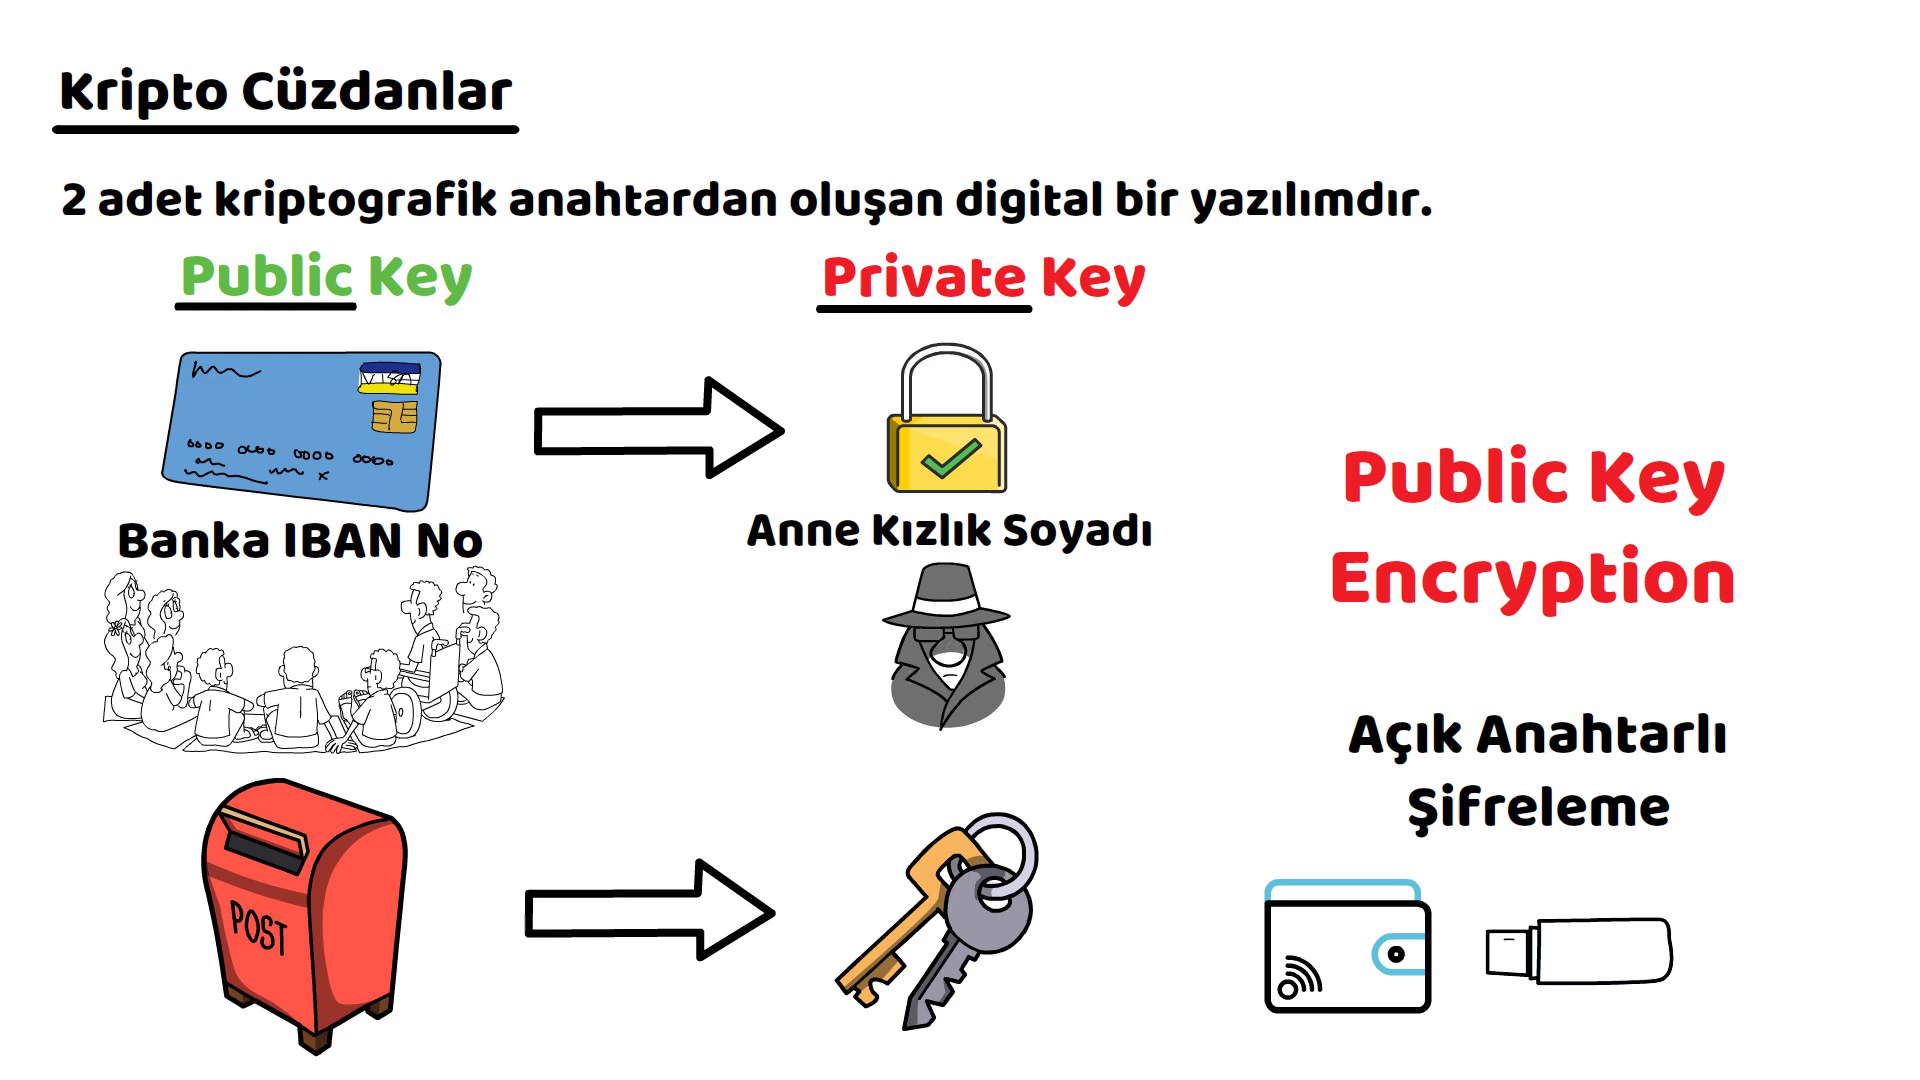 Kripto Cüzdanlar
2 adet kriptografik anahtardan oluşan digital bir yazılımdır.
Public Key
Private Key
VISA
Banka IBAN No
Anne Kızlık Soyadı
Public Key
Encryption
Açık Anahtarlı
Şifreleme
POST